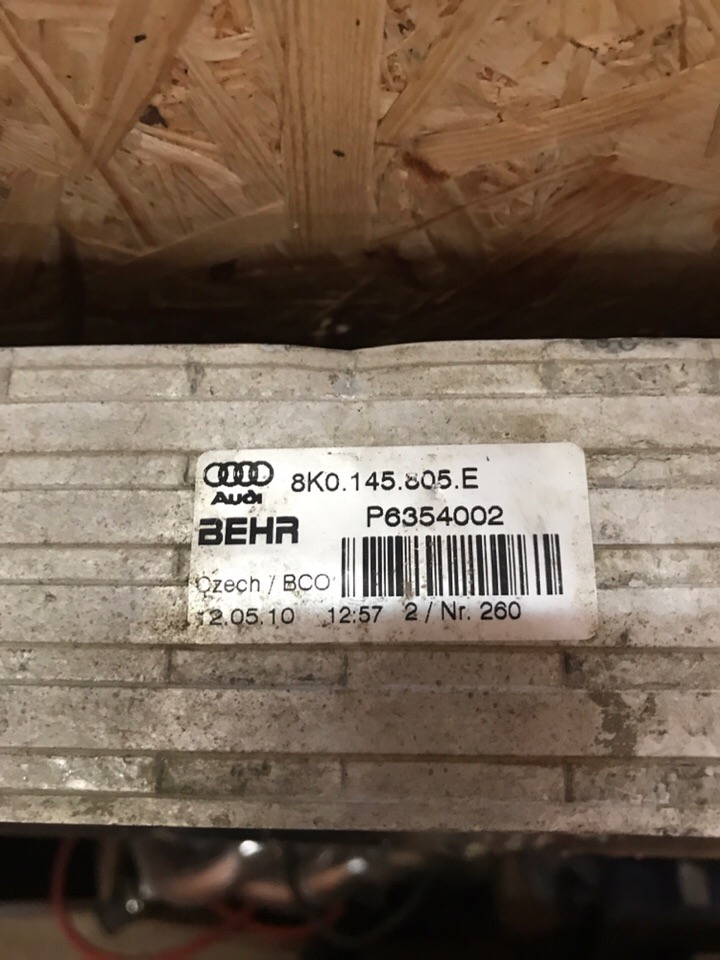 Audi
8K0.145.805.E
BEHR
P6354002
Czech / BCO
12.05.10 12:57 2 / Nr. 260